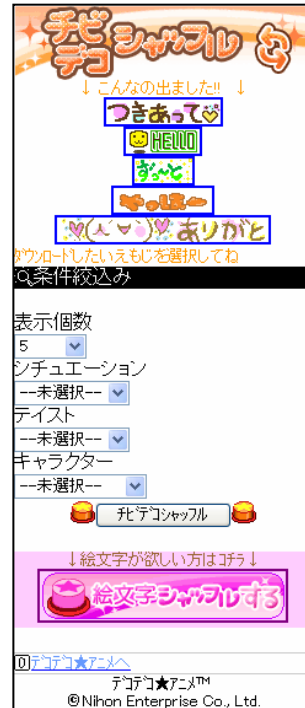 チビデコシャッフル
↓ こんなの出ました!! ↓
つきあって
HELLO
ず〜と
やっほー
(人´▽｀) ありがと
ﾀﾞｳﾝﾛｰﾄﾞしたいえもじを選択してね
条件絞込み
表示個数
5
シチュエーション
--未選択--
テイスト
--未選択--
キャラクター
--未選択--
ﾁﾋﾞﾃﾞｺｼｬｯﾌﾙ
↓絵文字が欲しい方はｺﾁﾗ↓
絵文字シャッフルする
0 ﾃﾞｺﾃﾞｺ★ｱﾆﾒへ
ﾃﾞｺﾃﾞｺ★ｱﾆﾒ™
©Nihon Enterprise Co., Ltd.